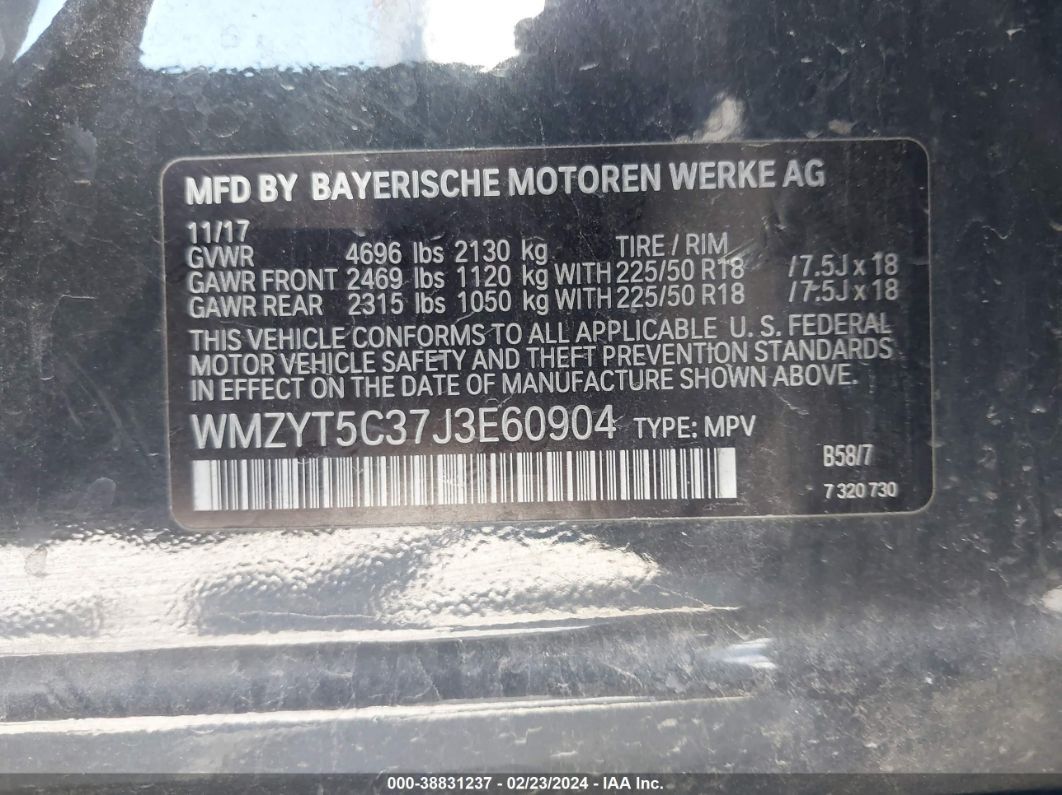 MFD BY BAYERISCHE MOTOREN WERKE AG
11/17
GVWR 4696 lbs 2130 kg TIRE / RIM
GAWR FRONT 2469 lbs 1120 kg WITH 225/50 R18 /7.5J x 18
GAWR REAR 2315 lbs 1050 kg WITH 225/50 R18 /7.5J x 18
THIS VEHICLE CONFORMS TO ALL APPLICABLE U. S. FEDERAL
MOTOR VEHICLE SAFETY AND THEFT PREVENTION STANDARDS
IN EFFECT ON THE DATE OF MANUFACTURE SHOWN ABOVE.
WMZYT5C37J3E60904 TYPE: MPV
B58/7
7 320 730
000-38831237 - 02/23/2024 - IAA Inc.